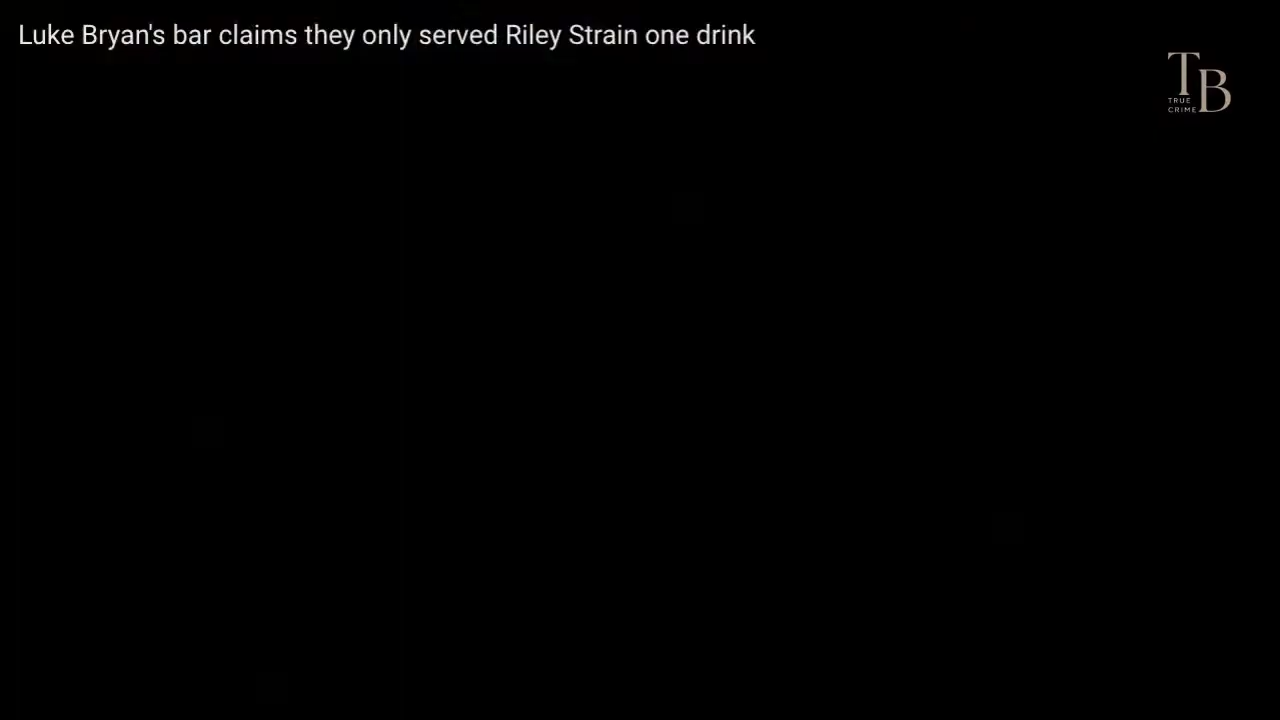 Luke Bryan's bar claims they only served Riley Strain one drink
TB
TRUE
CRIME